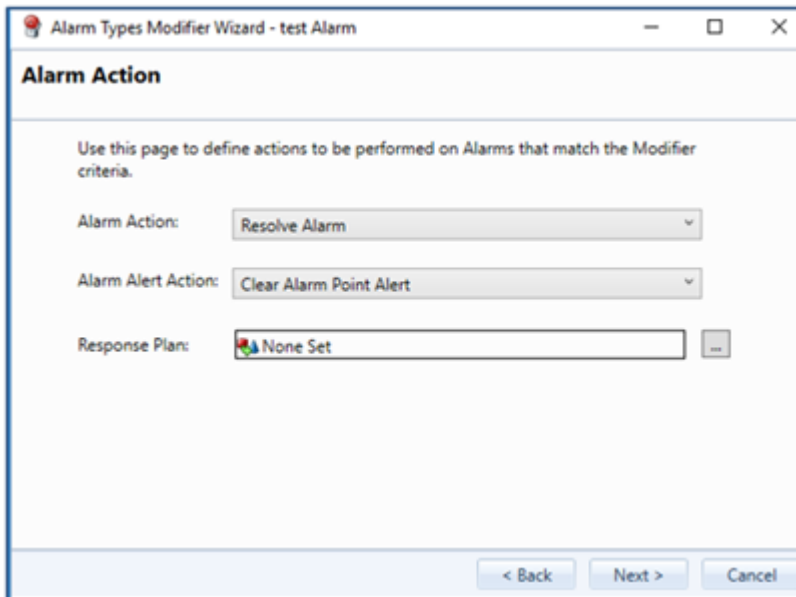 Alarm Types Modifier Wizard - test Alarm
Alarm Action
Use this page to define actions to be performed on Alarms that match the Modifier
criteria.
Alarm Action: Resolve Alarm
Alarm Alert Action: Clear Alarm Point Alert
Response Plan: None Set ...
< Back Next > Cancel